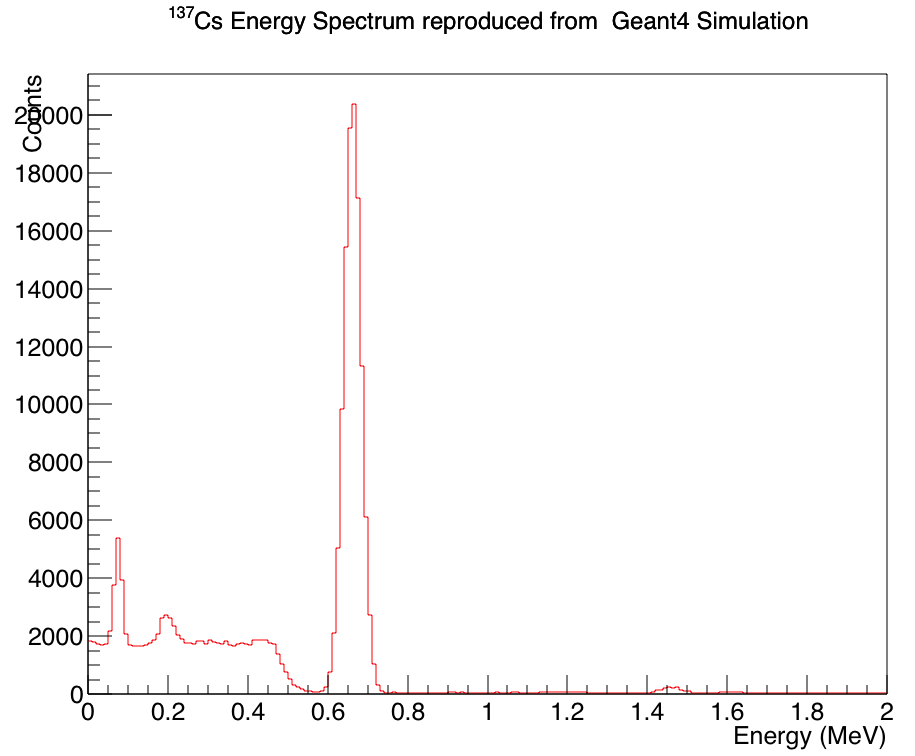 ¹³⁷Cs Energy Spectrum reproduced from  Geant4 Simulation
Counts
20000
18000
16000
14000
12000
10000
8000
6000
4000
2000
0
0 0.2 0.4 0.6 0.8 1 1.2 1.4 1.6 1.8 2
Energy (MeV)